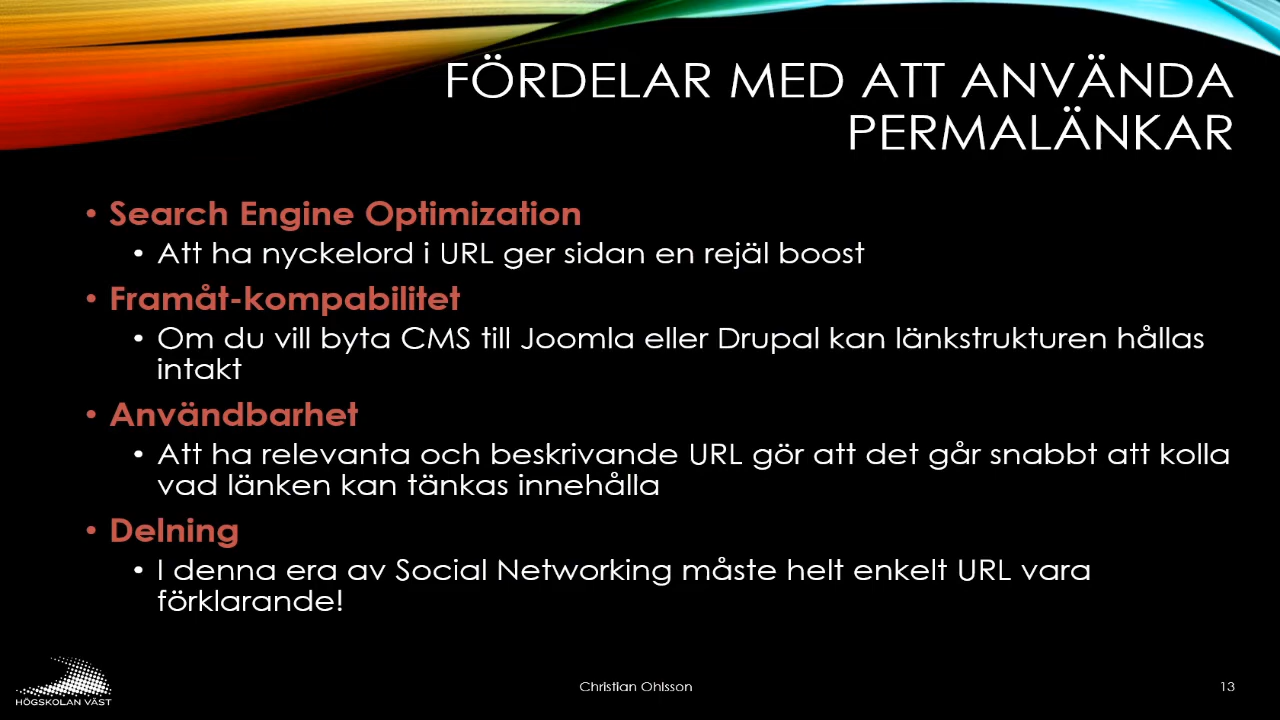 FÖRDELAR MED ATT ANVÄNDA
PERMALÄNKAR
• Search Engine Optimization
• Att ha nyckelord i URL ger sidan en rejäl boost
• Framåt-kompabilitet
• Om du vill byta CMS till Joomla eller Drupal kan länkstrukturen hållas
intakt
• Användbarhet
• Att ha relevanta och beskrivande URL gör att det går snabbt att kolla
vad länken kan tänkas innehålla
• Delning
• I denna era av Social Networking måste helt enkelt URL vara
förklarande!
HÖGSKOLAN VÄST
Christian Ohlsson
13